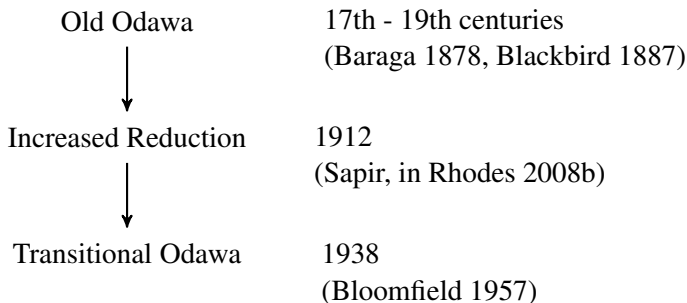 Old Odawa 17th - 19th centuries
(Baraga 1878, Blackbird 1887)
Increased Reduction 1912
(Sapir, in Rhodes 2008b)
Transitional Odawa 1938
(Bloomfield 1957)